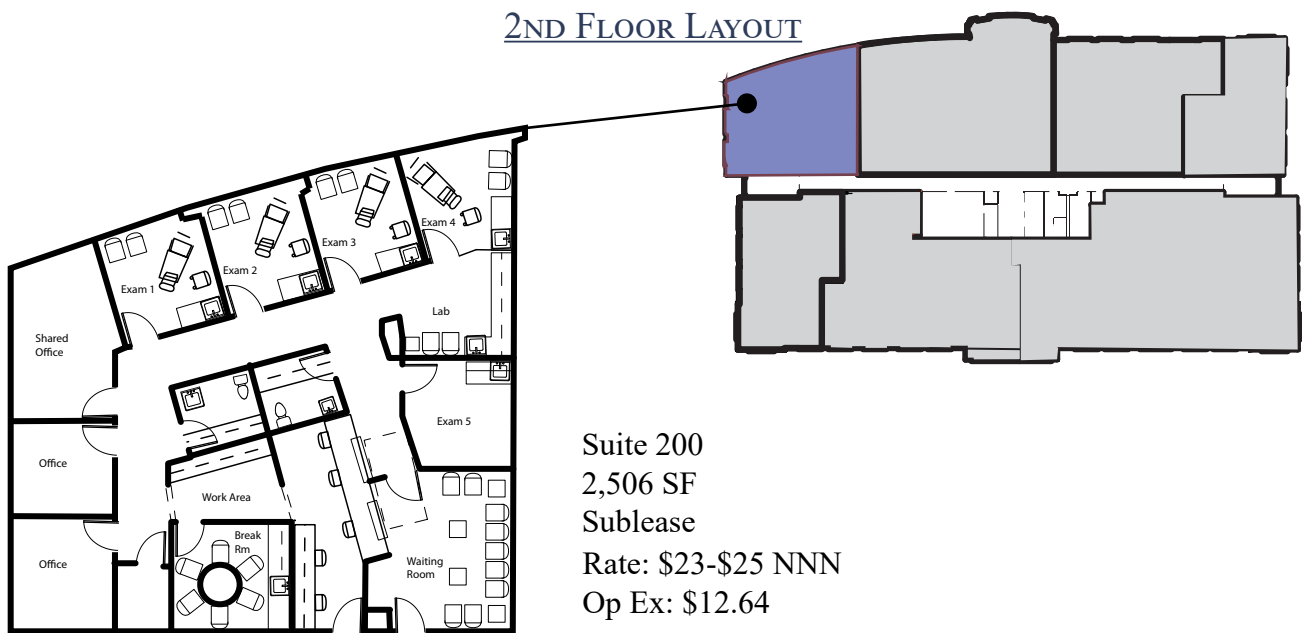 2ND FLOOR LAYOUT
Exam 4
Exam 3
Exam 2
Exam 1
Lab
Shared
Office
Exam 5
Office
Work Area
Break
Rm
Office
Waiting
Room
Suite 200
2,506 SF
Sublease
Rate: $23-$25 NNN
Op Ex: $12.64